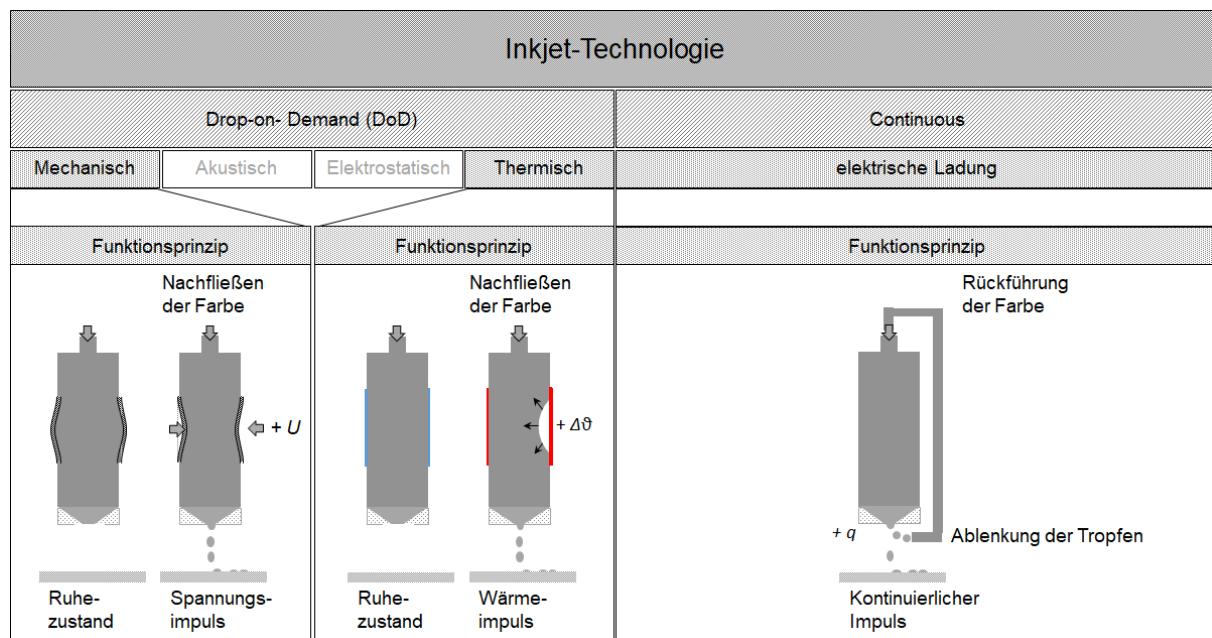 Inkjet-Technologie
Drop-on- Demand (DoD)
Continuous
Mechanisch
Akustisch
Elektrostatisch
Thermisch
elektrische Ladung
Funktionsprinzip
Funktionsprinzip
Funktionsprinzip
Nachfließen
der Farbe
+ U
Ruhe-
zustand
Spannungs-
impuls
Nachfließen
der Farbe
+ Δϑ
Ruhe-
zustand
Wärme-
impuls
Rückführung
der Farbe
+ q
Ablenkung der Tropfen
Kontinuierlicher
Impuls